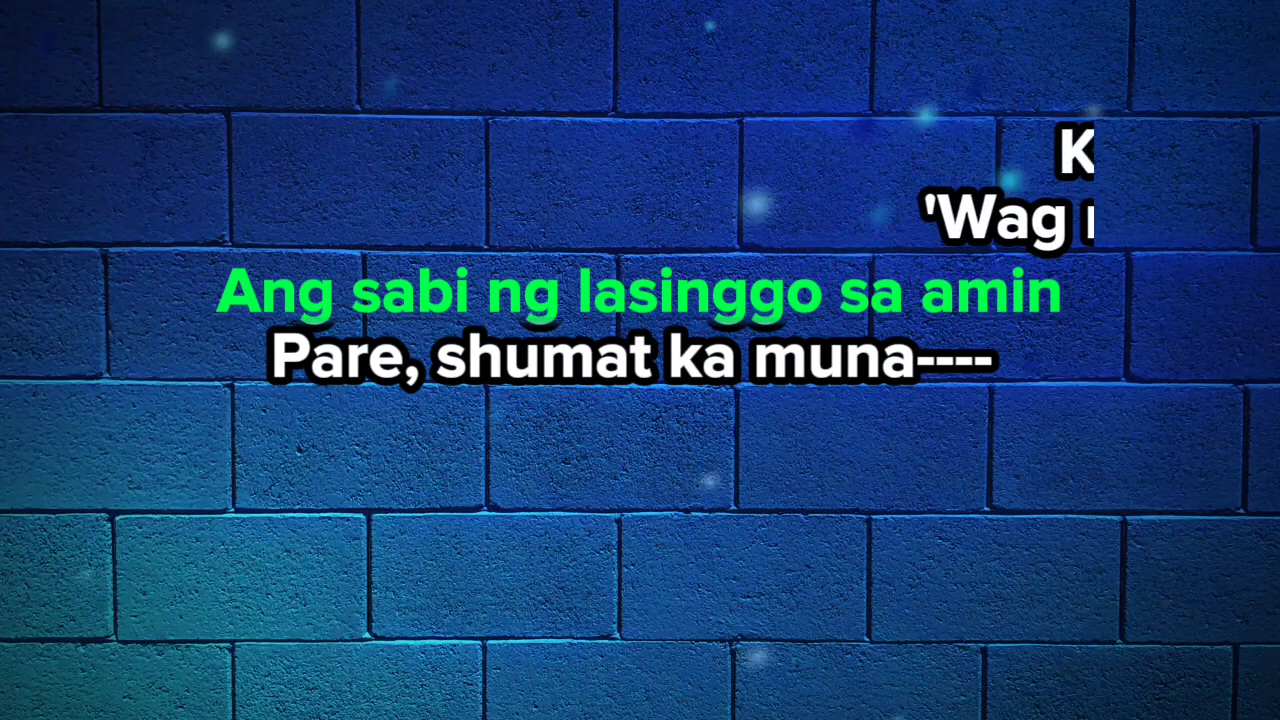 K
'Wag
Ang sabi ng lasinggo sa amin
Pare, shumat ka muna----